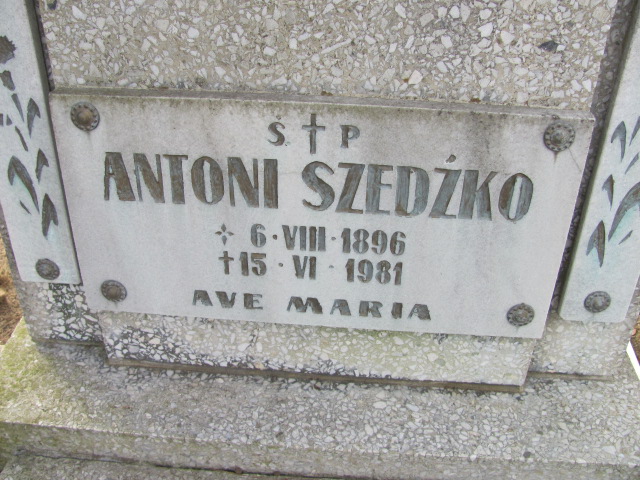 Ś † P
ANTONI SZEDŹKO
* 6 · VIII · 1896
† 15 · VI · 1981
AVE MARIA